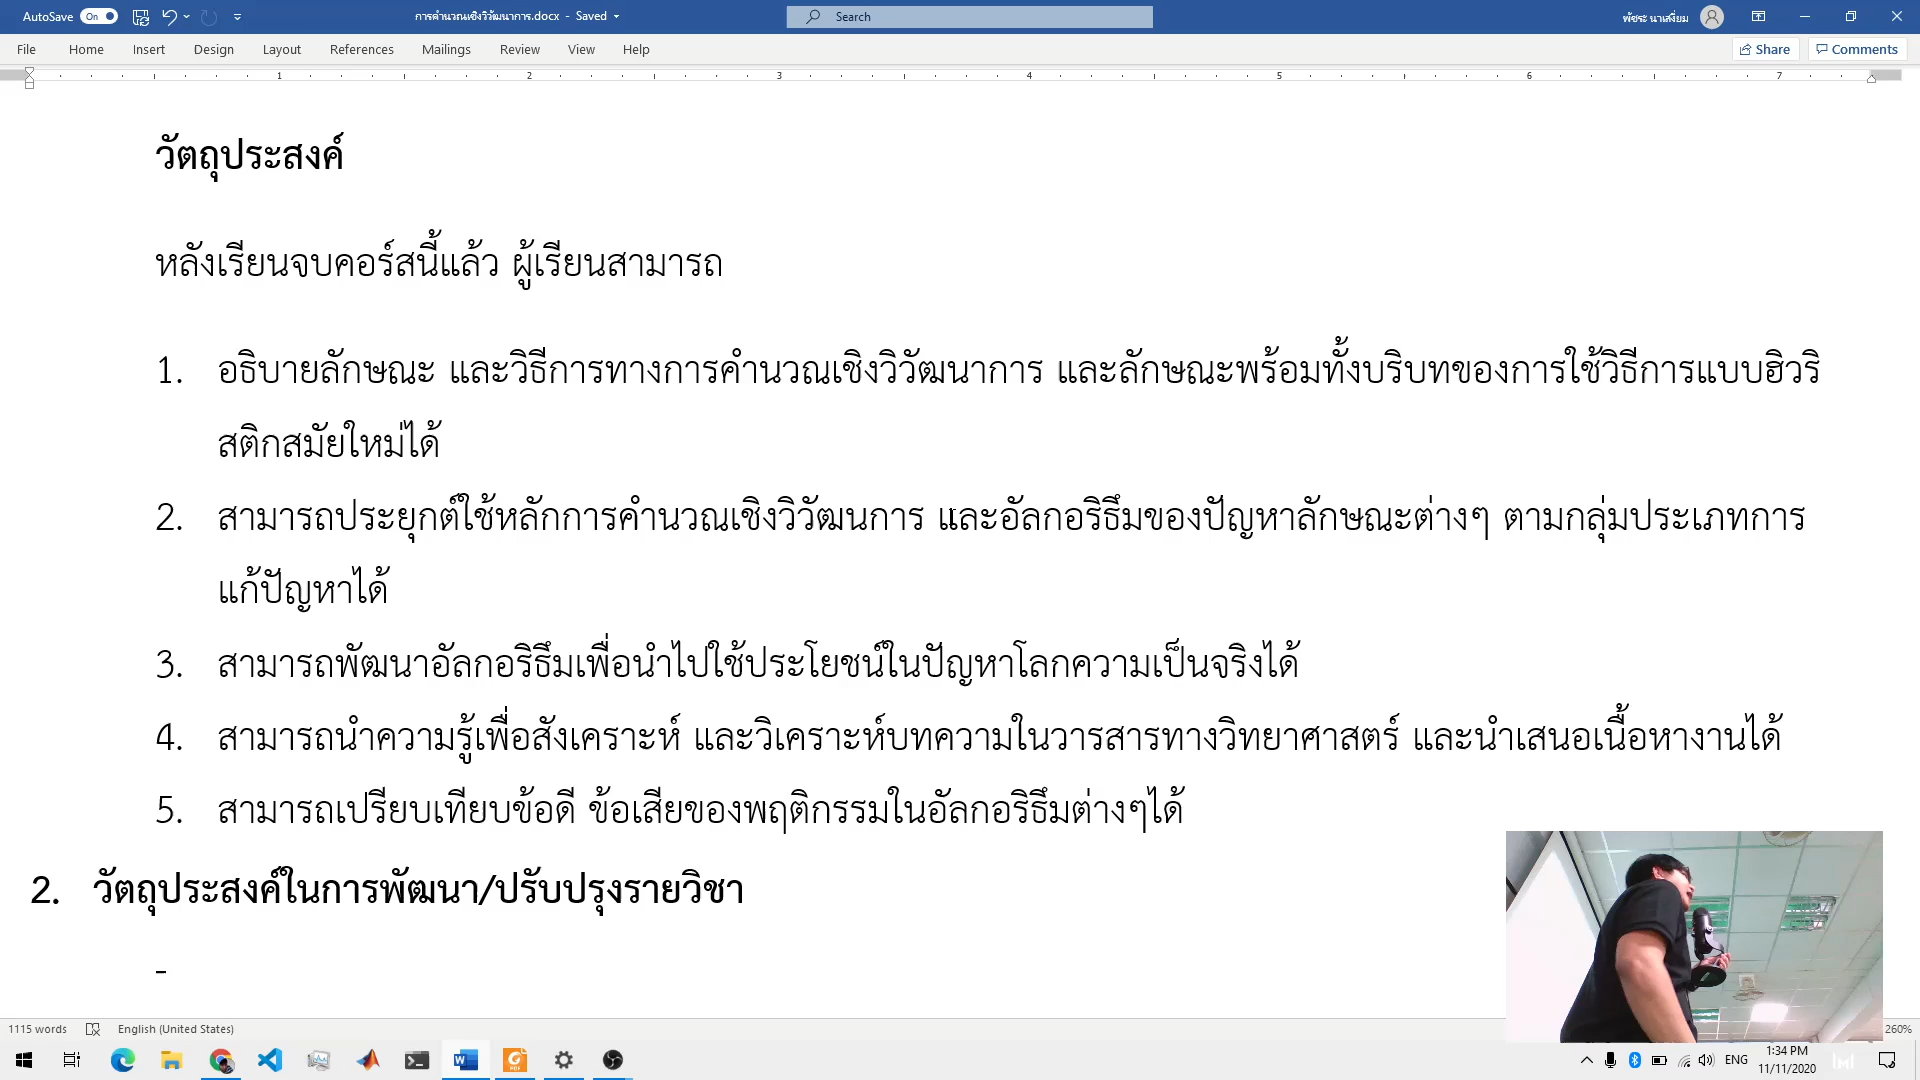 AutoSave On การคำนวณเชิงวิวัฒนาการ.docx - Saved Search พัชระ นาเสงี่ยม
File Home Insert Design Layout References Mailings Review View Help Share Comments
1 2 3 4 5 6 7
วัตถุประสงค์
หลังเรียนจบคอร์สนี้แล้ว ผู้เรียนสามารถ
1. อธิบายลักษณะ และวิธีการทางการคำนวณเชิงวิวัฒนาการ และลักษณะพร้อมทั้งบริบทของการใช้วิธีการแบบฮิวริ
สติกสมัยใหม่ได้
2. สามารถประยุกต์ใช้หลักการคำนวณเชิงวิวัฒนการ และอัลกอริธึมของปัญหาลักษณะต่างๆ ตามกลุ่มประเภทการ
แก้ปัญหาได้
3. สามารถพัฒนาอัลกอริธึมเพื่อนำไปใช้ประโยชน์ในปัญหาโลกความเป็นจริงได้
4. สามารถนำความรู้เพื่อสังเคราะห์ และวิเคราะห์บทความในวารสารทางวิทยาศาสตร์ และนำเสนอเนื้อหางานได้
5. สามารถเปรียบเทียบข้อดี ข้อเสียของพฤติกรรมในอัลกอริธึมต่างๆได้
2. วัตถุประสงค์ในการพัฒนา/ปรับปรุงรายวิชา
-
1115 words English (United States) 260%
ENG 1:34 PM
11/11/2020